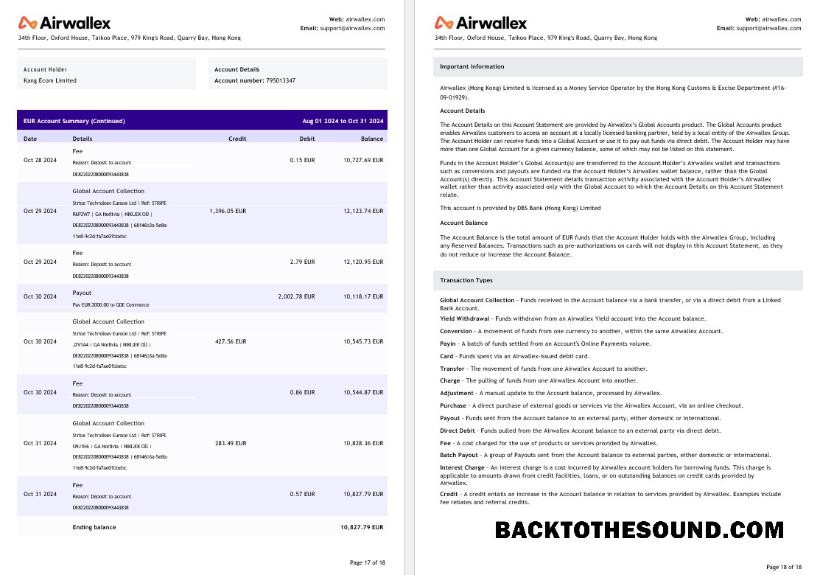 Airwallex
Web: airwallex.com
Email: support@airwallex.com
34th Floor, Oxford House, Taikoo Place, 979 King's Road, Quarry Bay, Hong Kong
Account Holder
Kang Ecom Limited
Account Details
Account number: 795013347
EUR Account Summary (Continued) Aug 01 2024 to Oct 31 2024
Date Details Credit Debit Balance
Fee
Oct 28 2024 Reason: Deposit to account 0.15 EUR 10,727.69 EUR
Global Account Collection
Stripe Technology Europe Ltd | Ref: STRIPE
Oct 29 2024 1,396.05 EUR 12,123.74 EUR
Fee
Oct 29 2024 Reason: Deposit to account 2.79 EUR 12,120.95 EUR
Payout
Oct 30 2024 2,002.78 EUR 10,118.17 EUR
Pay EUR 2000.00 to QDE Commerce
Global Account Collection
Stripe Technology Europe Ltd | Ref: STRIPE
Oct 30 2024 427.56 EUR 10,545.73 EUR
Fee
Oct 30 2024 Reason: Deposit to account 0.86 EUR 10,544.87 EUR
Global Account Collection
Stripe Technology Europe Ltd | Ref: STRIPE
Oct 31 2024 283.49 EUR 10,828.36 EUR
Fee
Oct 31 2024 Reason: Deposit to account 0.57 EUR 10,827.79 EUR
Ending balance 10,827.79 EUR
Page 17 of 18
Airwallex
Web: airwallex.com
Email: support@airwallex.com
34th Floor, Oxford House, Taikoo Place, 979 King's Road, Quarry Bay, Hong Kong
Important Information
Airwallex (Hong Kong) Limited is licensed as a Money Service Operator by the Hong Kong Customs & Excise Department (#16-
09-01929).
Account Details
The Account Details on this Account Statement are provided by Airwallex's Global Accounts product. The Global Accounts product
enables Airwallex customers to access an account at a locally licensed banking partner, held by a local entity of the Airwallex Group.
The Account Holder can receive funds into a Global Account or use it to pay out funds via direct debit. The Account Holder may
have more than one Global Account for a given currency balance, some of which may not be listed on this statement.
Funds in the Account Holder's Global Account(s) are transferred to the Account Holder's Airwallex wallet and transactions
such as conversions and payouts are funded via the Account Holder's Airwallex wallet balance, rather than the Global
Account(s) directly. This Account Statement details transaction activity associated with the Account Holder's Airwallex
wallet rather than activity associated only with the Global Account to which the Account Details on this Account Statement
relate.
This account is provided by DBS Bank (Hong Kong) Limited
Account Balance
The Account Balance is the total amount of EUR funds that the Account Holder holds with the Airwallex Group, including
any Reserved Balances. Transactions such as pre-authorizations on cards will not display in this Account Statement, as they
do not reduce or increase the Account Balance.
Transaction Types
Global Account Collection - Funds received in the Account balance via a bank transfer, or via a direct debit from a Linked
Bank Account.
Yield Withdrawal - Funds withdrawn from an Airwallex Yield account into the Account balance.
Conversion - A movement of funds from one currency to another, within the same Airwallex Account.
Payin - A batch of funds settled from an Account's Online Payments volume.
Card - Funds spent via an Airwallex-issued debit card.
Transfer - The movement of funds from one Airwallex Account to another.
Charge - The pulling of funds from one Airwallex Account into another.
Adjustment - A manual update to the Account balance, processed by Airwallex.
Purchase - A direct purchase of external goods or services via the Airwallex Account, via an online checkout.
Payout - Funds sent from the Account balance to an external party, either domestic or international.
Direct Debit - Funds pulled from the Airwallex Account balance to an external party via direct debit.
Fee - A cost charged for the use of products or services provided by Airwallex.
Batch Payout - A group of Payouts sent from the Account balance to external parties, either domestic or international.
Interest Charge - An interest charge is a cost incurred by Airwallex account holders for borrowing funds. This charge is
applicable to amounts drawn from credit facilities, loans, or on outstanding balances on credit cards provided by
Airwallex.
Credit - A credit entails an increase in the Account balance in relation to services provided by Airwallex. Examples include
fee rebates and referral credits.
BACKTOTHESOUND.COM
Page 18 of 18